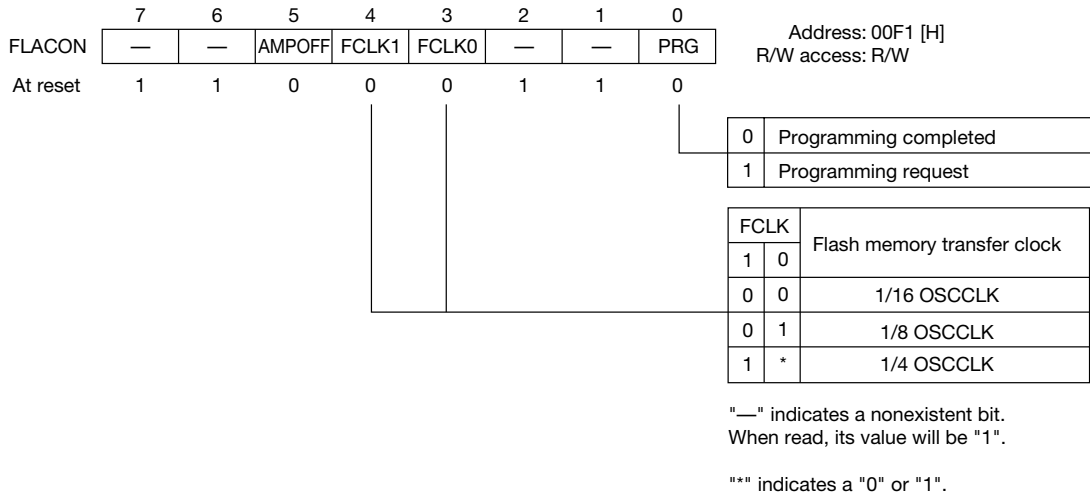 7 6 5 4 3 2 1 0
FLACON — — AMPOFF FCLK1 FCLK0 — — PRG
Address: 00F1 [H]
R/W access: R/W
At reset 1 1 0 0 0 1 1 0
0 Programming completed
1 Programming request
FCLK Flash memory transfer clock
1 0
0 0 1/16 OSCCLK
0 1 1/8 OSCCLK
1 * 1/4 OSCCLK
"—" indicates a nonexistent bit.
When read, its value will be "1".
"*" indicates a "0" or "1".